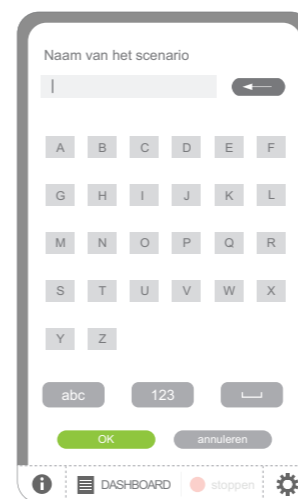 Naam van het scenario
A B C D E F
G H I J K L
M N O P Q R
S T U V W X
Y Z
abc 123
OK annuleren
DASHBOARD stoppen